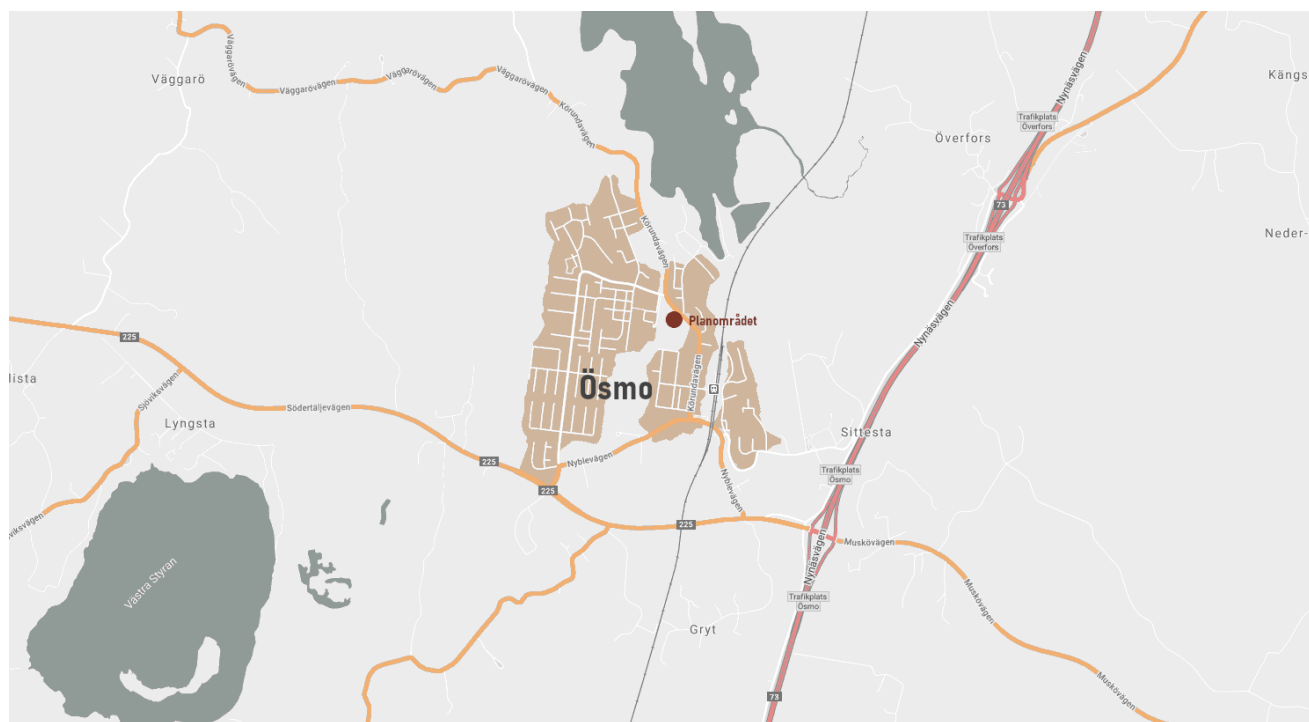 Väggarö
Väggarövägen
Väggarövägen
Väggarövägen
Väggarövägen
Körundavägen
Nynäsvägen
Kängs
Trafikplats
Överfors
Överfors
73
Trafikplats
Överfors
Neder-
Körundavägen
Planområdet
Nynäsvägen
225
lista
Sjöviksvägen
Södertäljevägen
Ösmo
Körundavägen
Lyngsta
Sittesta
225
Nyblevägen
Nyblevägen
Trafikplats
Ösmo
225
225
viksvägen
Nynäsvägen
Muskövägen
Västra Styran
Trafikplats
Ösmo
Muskövägen
Gryt
Muskövägen
73